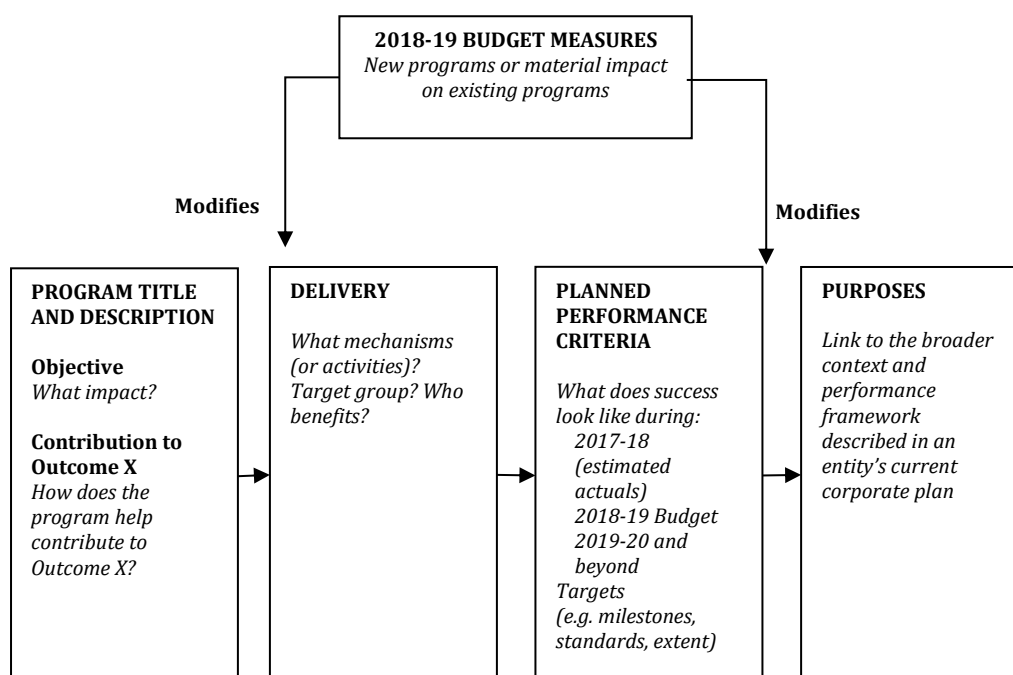 2018-19 BUDGET MEASURES
New programs or material impact
on existing programs
Modifies
Modifies
PROGRAM TITLE
AND DESCRIPTION
Objective
What impact?
Contribution to
Outcome X
How does the
program help
contribute to
Outcome X?
DELIVERY
What mechanisms
(or activities)?
Target group? Who
benefits?
PLANNED
PERFORMANCE
CRITERIA
What does success
look like during:
2017-18
(estimated
actuals)
2018-19 Budget
2019-20 and
beyond
Targets
(e.g. milestones,
standards, extent)
PURPOSES
Link to the broader
context and
performance
framework
described in an
entity's current
corporate plan